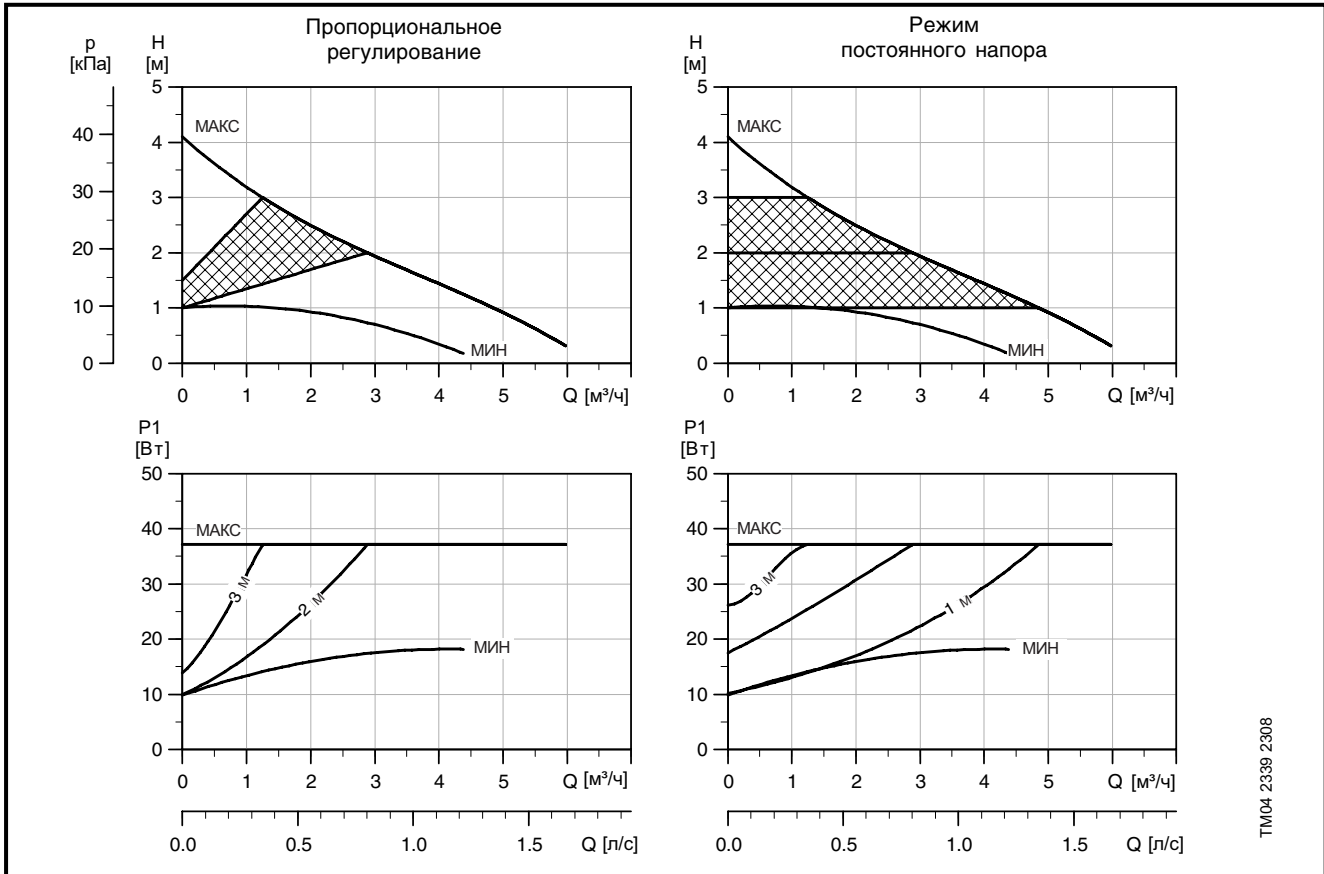 Пропорциональное
регулирование
p
[кПа]
H
[м]
5
4
3
2
1
0
40
30
20
10
0
МАКС
МИН
0 1 2 3 4 5 Q [м³/ч]
Режим
постоянного напора
H
[м]
5
4
3
2
1
0
МАКС
МИН
0 1 2 3 4 5 Q [м³/ч]
P1
[Вт]
50
40
30
20
10
0
МАКС
3 м
2 м
МИН
0 1 2 3 4 5 Q [м³/ч]
0.0 0.5 1.0 1.5 Q [л/с]
P1
[Вт]
50
40
30
20
10
0
МАКС
3 м
1 м
МИН
0 1 2 3 4 5 Q [м³/ч]
0.0 0.5 1.0 1.5 Q [л/с]
TM04 2339 2308